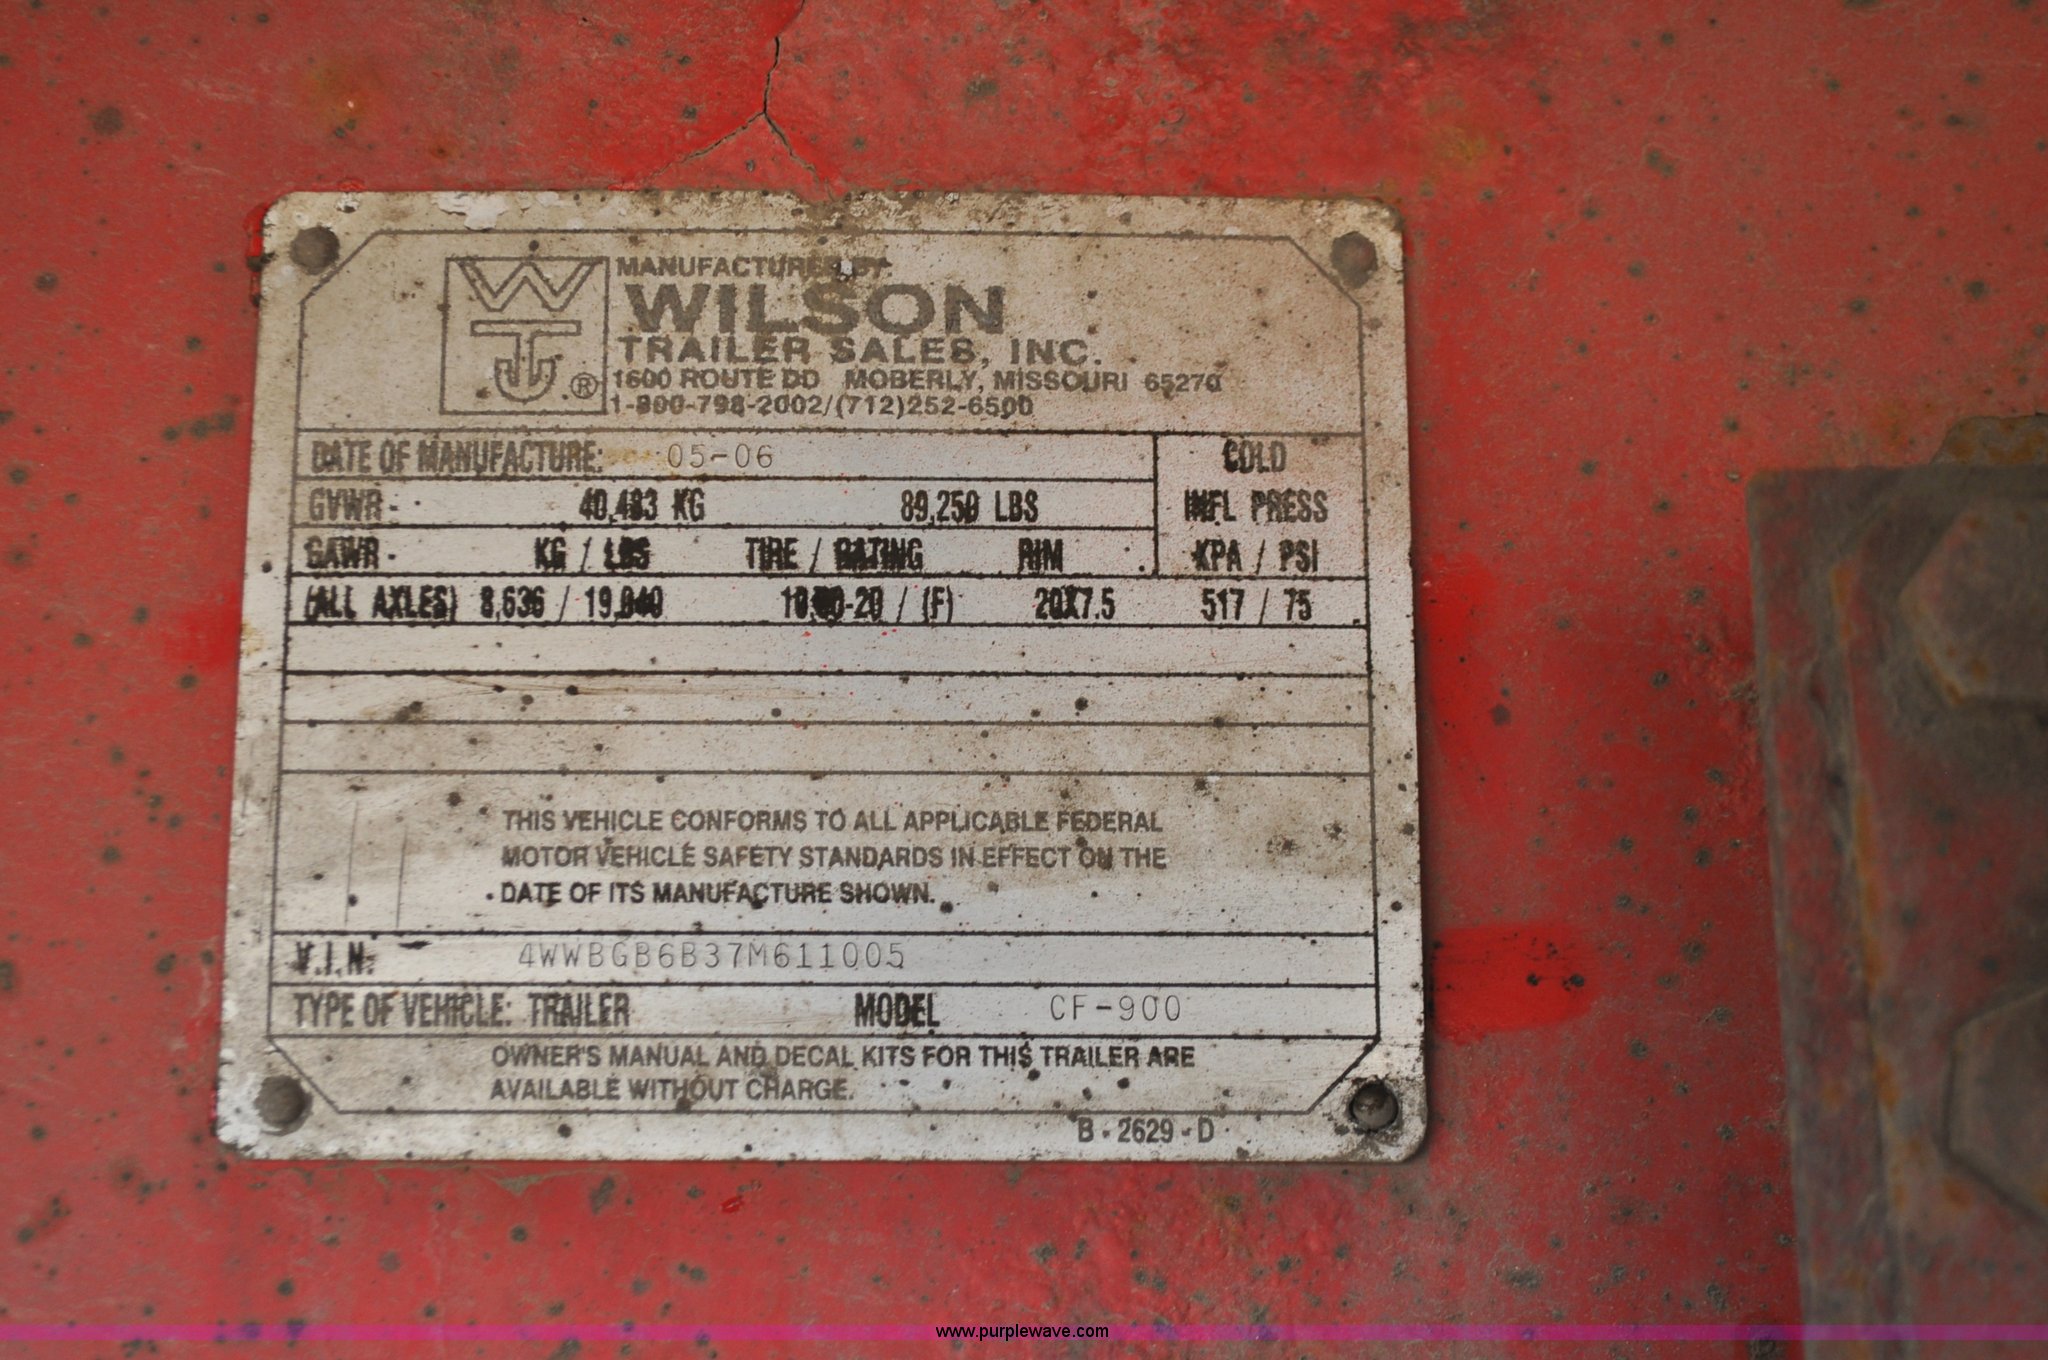 MANUFACTURED BY:
WILSON
TRAILER SALES, INC.
®
1600 ROUTE DD MOBERLY, MISSOURI 65270
1-800-798-2002/(712)252-6500
DATE OF MANUFACTURE: 05-06
COLD
GVWR - 40,483 KG 89,250 LBS
INFL PRESS
GAWR - KG / LBS TIRE / RATING RIM
KPA / PSI
(ALL AXLES) 8,636 / 19,040 10.00-20 / (F) 20X7.5 517 / 75
THIS VEHICLE CONFORMS TO ALL APPLICABLE FEDERAL
MOTOR VEHICLE SAFETY STANDARDS IN EFFECT ON THE
DATE OF ITS MANUFACTURE SHOWN.
V.I.N: 4WWBGB6B37M611005
TYPE OF VEHICLE: TRAILER MODEL CF-900
OWNER'S MANUAL AND DECAL KITS FOR THIS TRAILER ARE
AVAILABLE WITHOUT CHARGE.
B - 2629 - D
www.purplewave.com